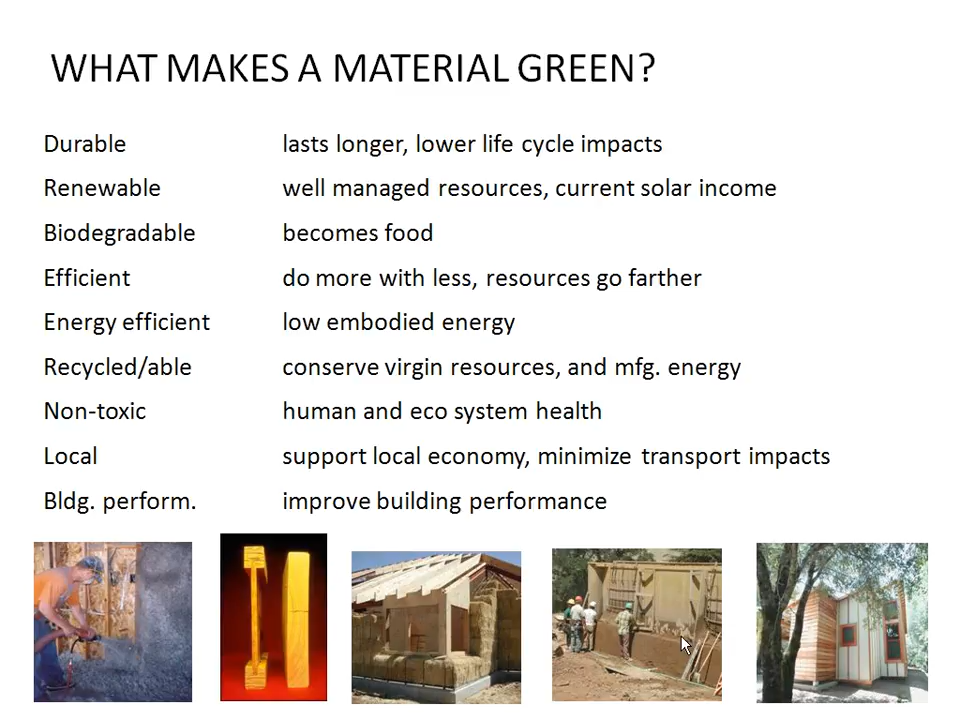 WHAT MAKES A MATERIAL GREEN?
Durable lasts longer, lower life cycle impacts
Renewable well managed resources, current solar income
Biodegradable becomes food
Efficient do more with less, resources go farther
Energy efficient low embodied energy
Recycled/able conserve virgin resources, and mfg. energy
Non-toxic human and eco system health
Local support local economy, minimize transport impacts
Bldg. perform. improve building performance